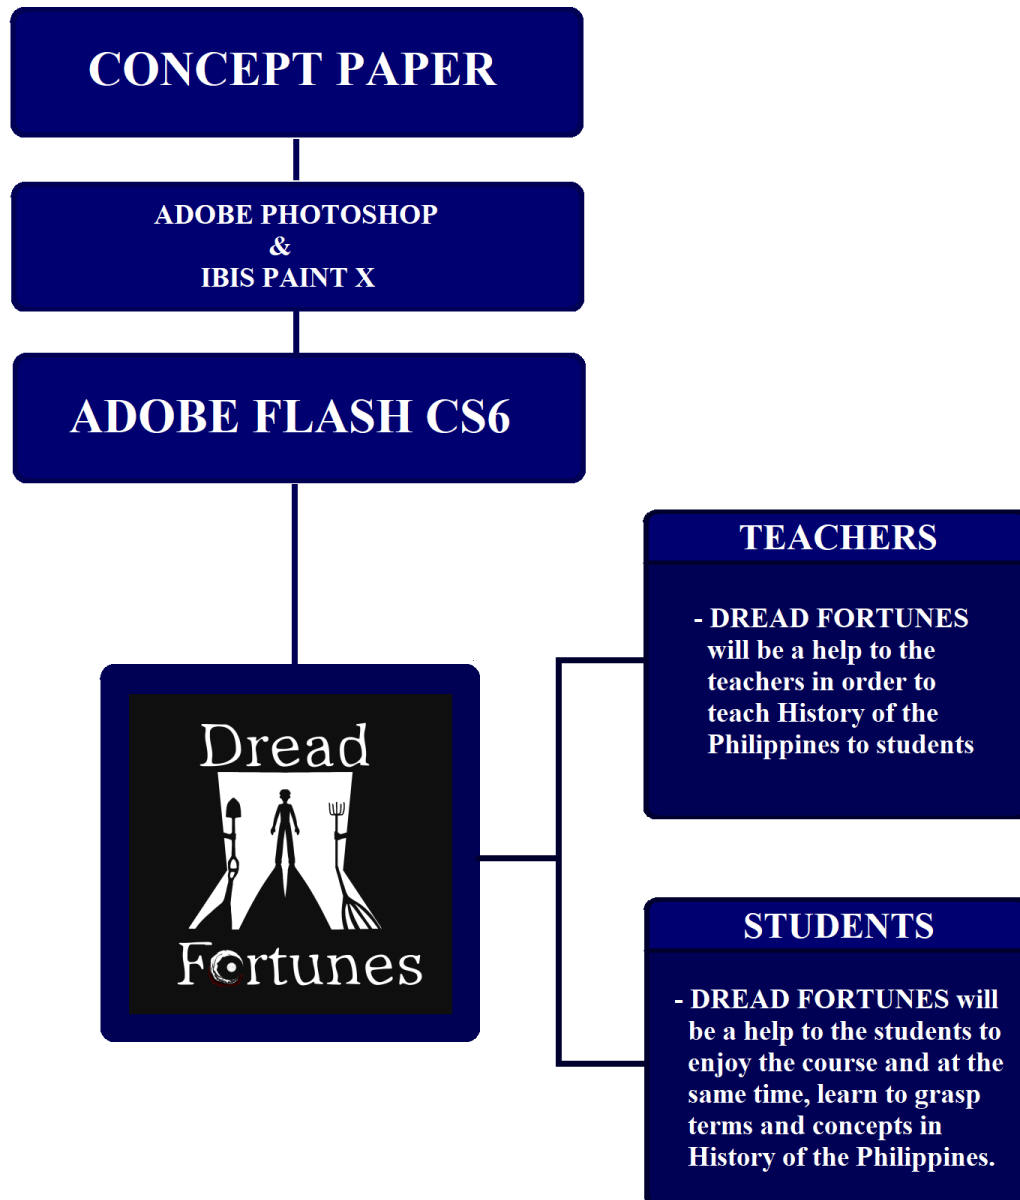 CONCEPT PAPER
ADOBE PHOTOSHOP
&
IBIS PAINT X
ADOBE FLASH CS6
Dread
Fortunes
TEACHERS
- DREAD FORTUNES
will be a help to the
teachers in order to
teach History of the
Philippines to students
STUDENTS
- DREAD FORTUNES will
be a help to the students to
enjoy the course and at the
same time, learn to grasp
terms and concepts in
History of the Philippines.